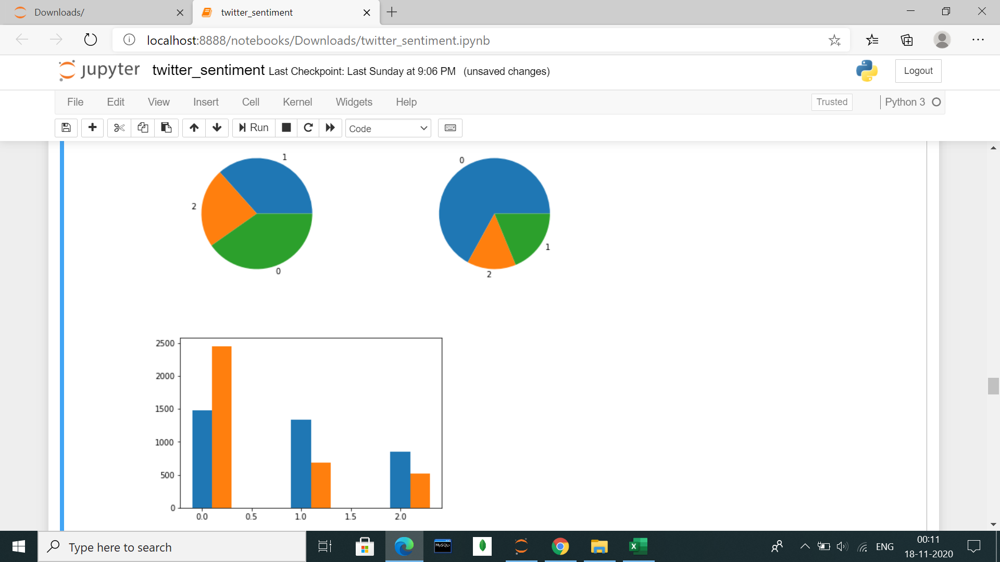 Downloads/
twitter_sentiment
localhost:8888/notebooks/Downloads/twitter_sentiment.ipynb
jupyter twitter_sentiment Last Checkpoint: Last Sunday at 9:06 PM (unsaved changes)
Logout
File Edit View Insert Cell Kernel Widgets Help
Trusted
Python 3
Run
Code
1
2
0
0
1
2
2500
2000
1500
1000
500
0
0.0 0.5 1.0 1.5 2.0
Type here to search
MySQL
ENG
00:11
18-11-2020